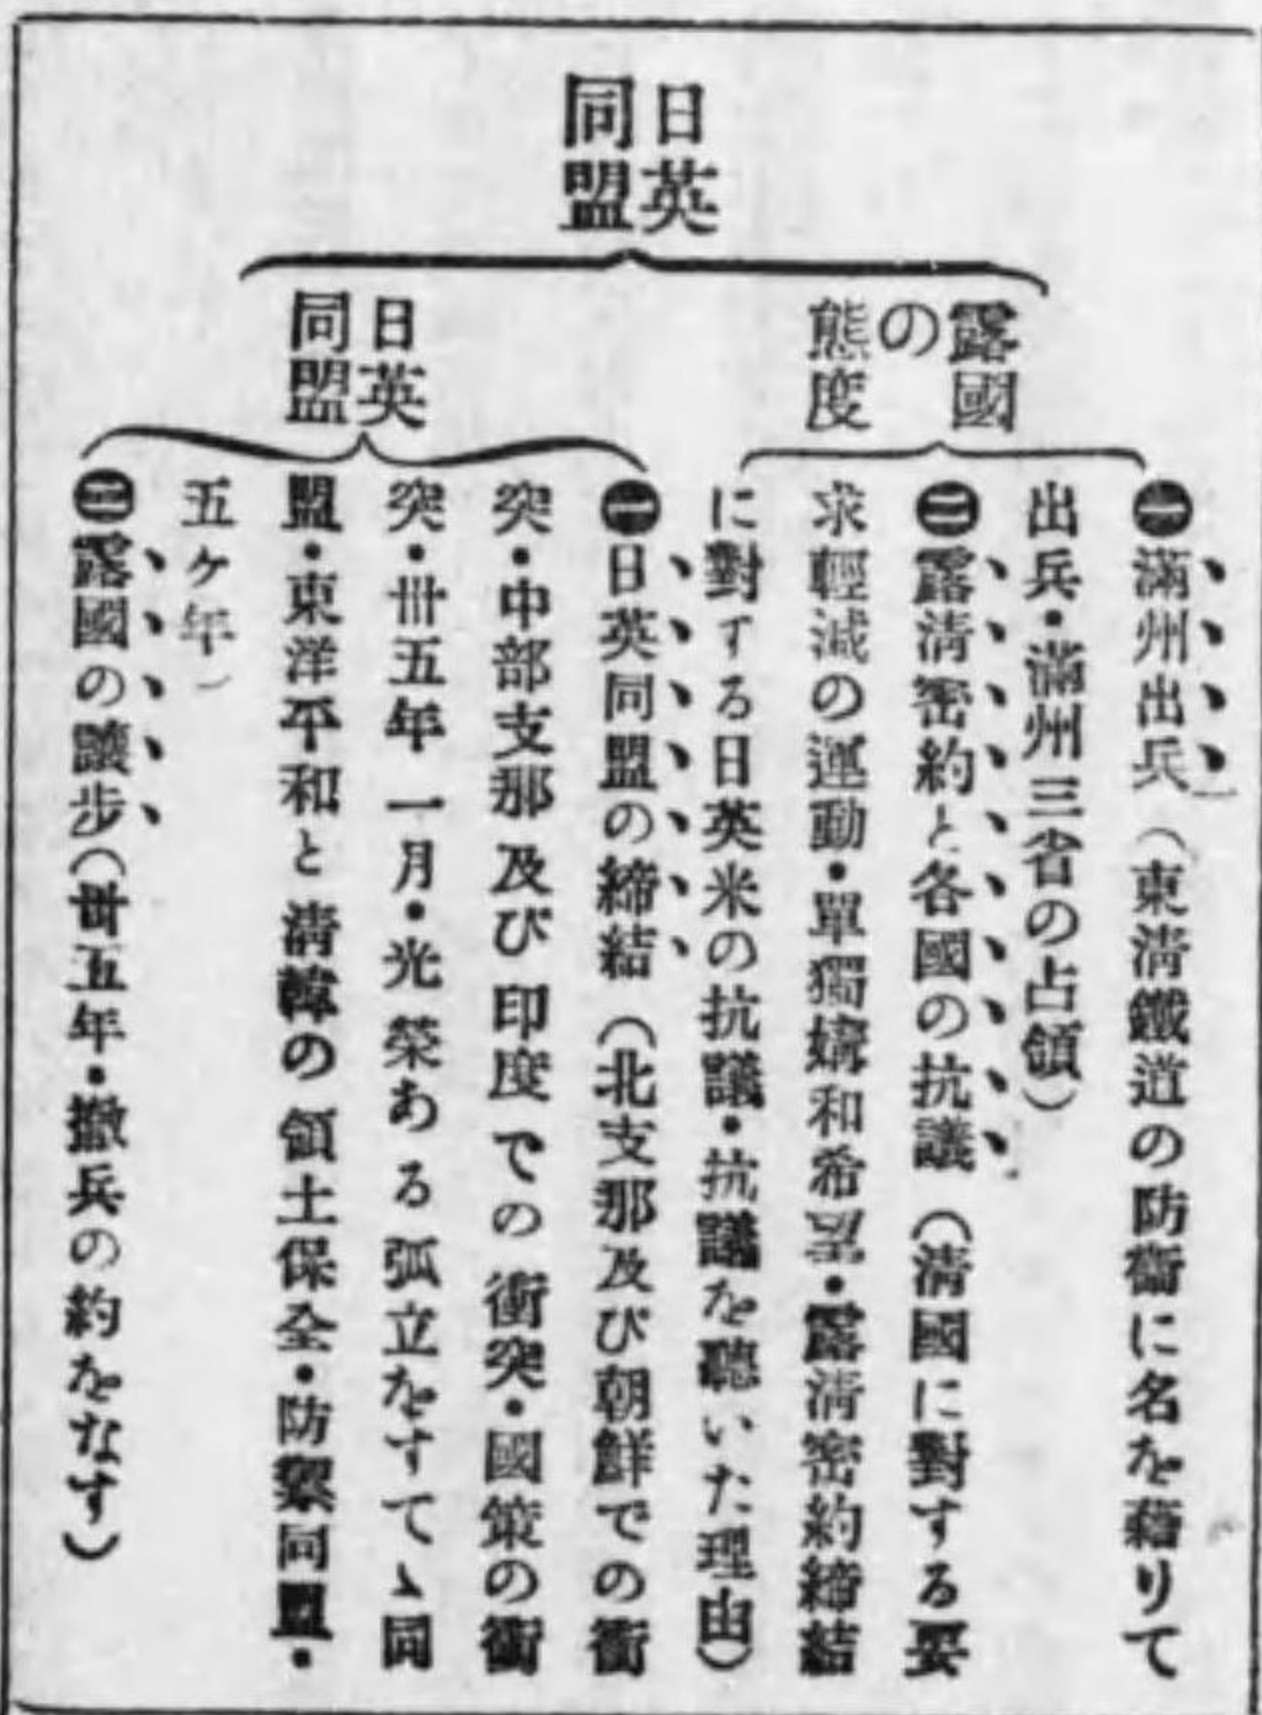 日英
同盟
露國
の
態度
㊀滿州出兵（東淸鐵道の防衞に名を藉りて
出兵・滿州三省の占領）
㊁露淸密約と各國の抗議（淸國に對する要
求輕減の運動・單獨媾和希望・露淸密約締結
に對する日英米の抗議・抗議を聽いた理由）
日英
同盟
㊀日英同盟の締結（北支那及び朝鮮での衝
突・中部支那及び印度での衝突・國策の衝
突・卅五年一月・光榮ある弧立をすてゝ同
盟・東洋平和と淸韓の領土保全・防禦同盟・
五ケ年）
㊁露國の讓步（卅五年・撤兵の約をなす）